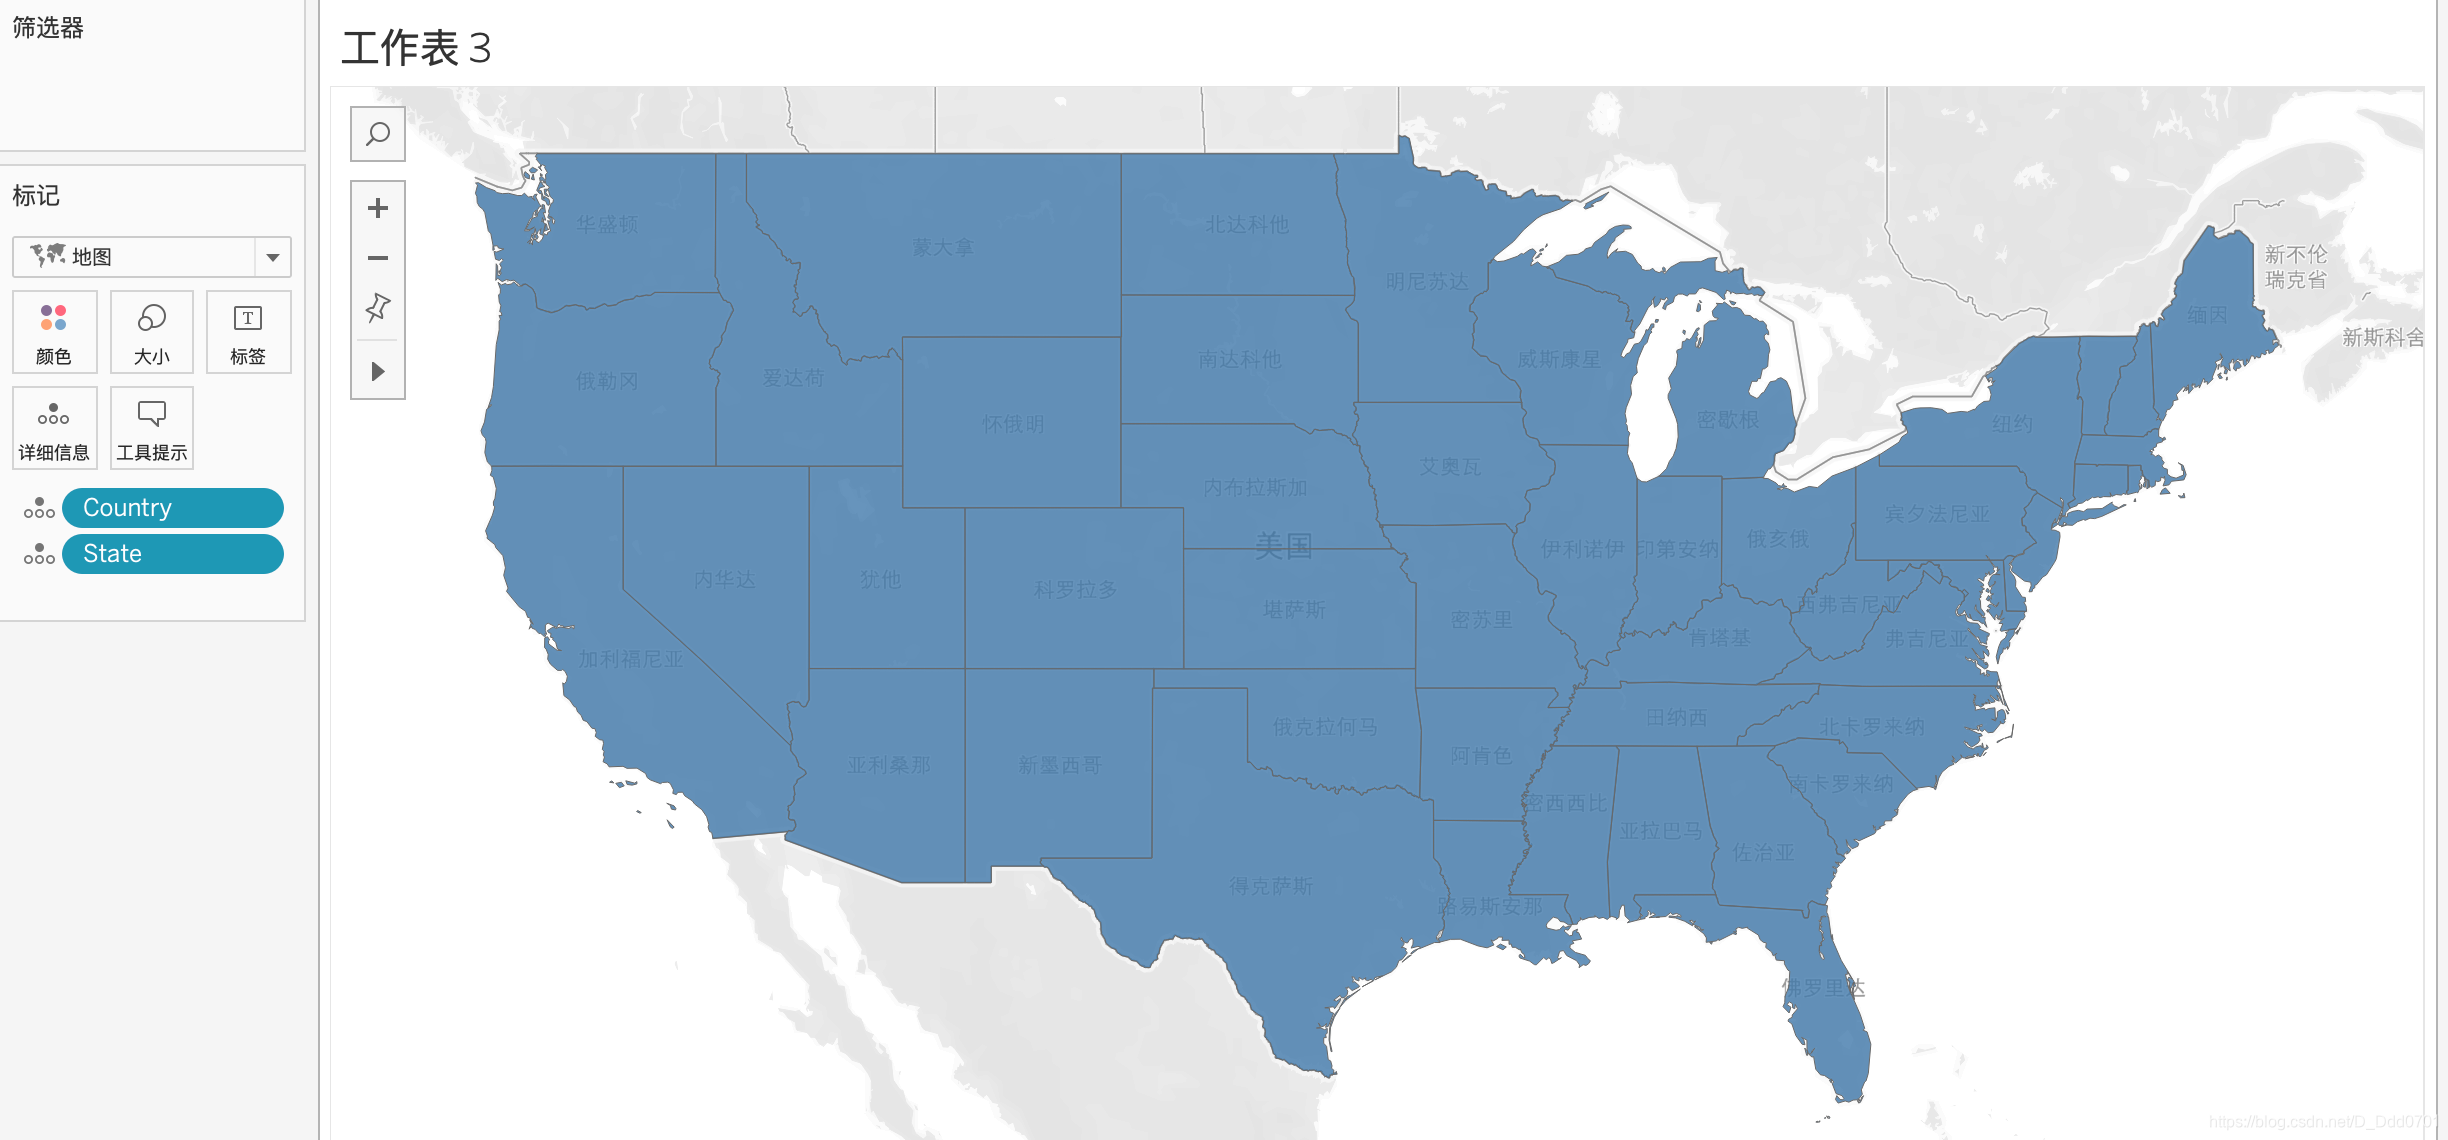 筛选器
标记
地图
颜色
大小
标签
T
详细信息
工具提示
Country
State
工作表 3
华盛顿
蒙大拿
北达科他
明尼苏达
新不伦
瑞克省
缅因
新斯科舍
俄勒冈
爱达荷
南达科他
威斯康星
怀俄明
密歇根
纽约
艾奥瓦
内布拉斯加
宾夕法尼亚
美国
俄亥俄
伊利诺伊
印第安纳
内华达
犹他
科罗拉多
堪萨斯
密苏里
西弗吉尼亚
肯塔基
弗吉尼亚
加利福尼亚
田纳西
北卡罗来纳
俄克拉何马
阿肯色
亚利桑那
新墨西哥
南卡罗来纳
密西西比
亚拉巴马
佐治亚
得克萨斯
路易斯安那
佛罗里达
https://blog.csdn.net/D_Ddd0701